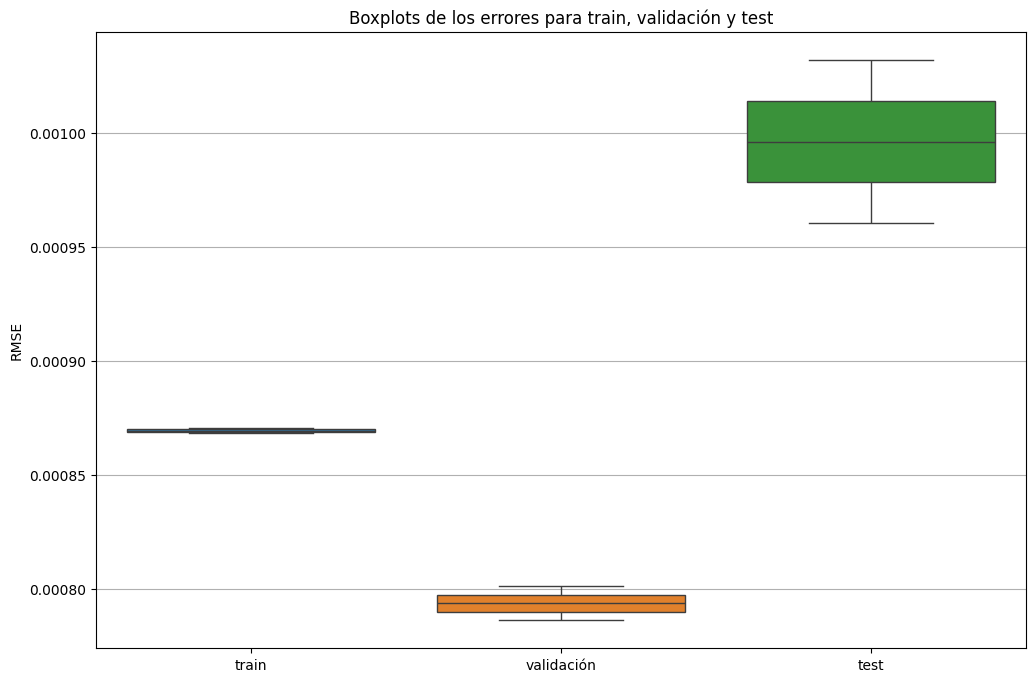 Boxplots de los errores para train, validación y test
RMSE
0.00100
0.00095
0.00090
0.00085
0.00080
train
validación
test